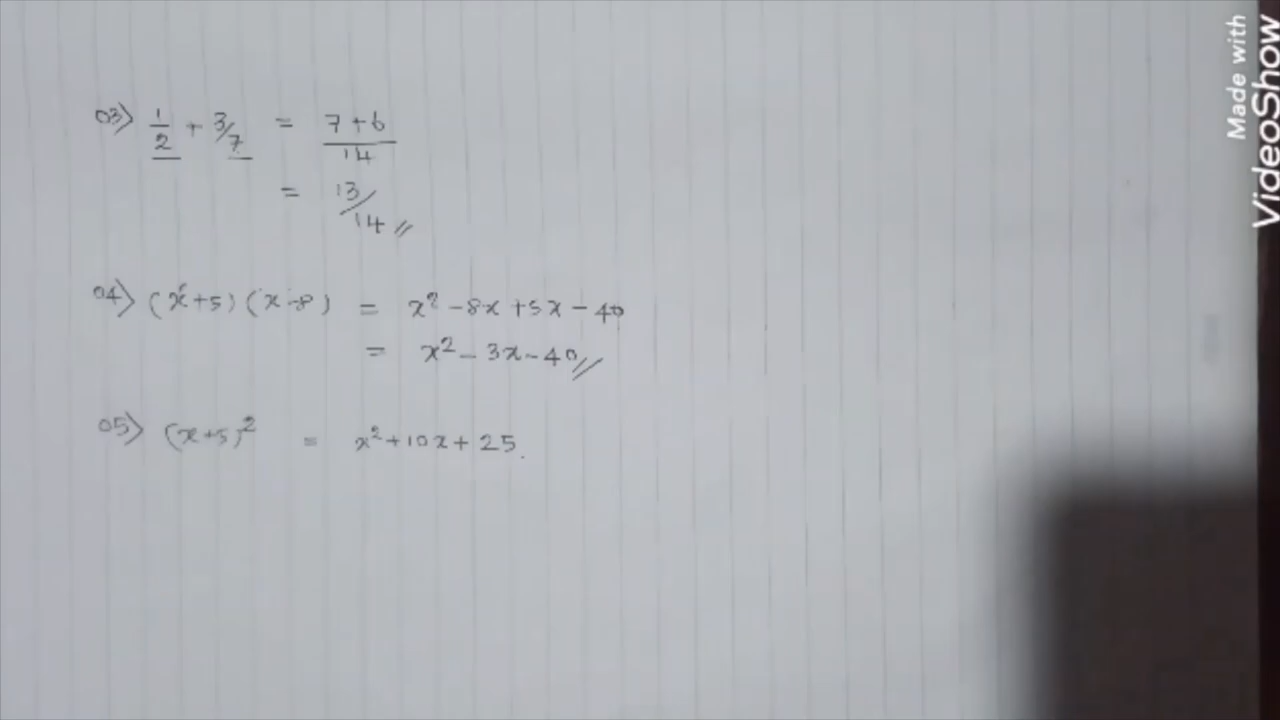 03) 1/2 + 3/7 = 7+6/14
= 13/14 //
04) (x+5) (x-8) = x² - 8x + 5x - 40
= x² - 3x - 40 //
05) (x+5)² = x² + 10x + 25.
Made with
VideoShow